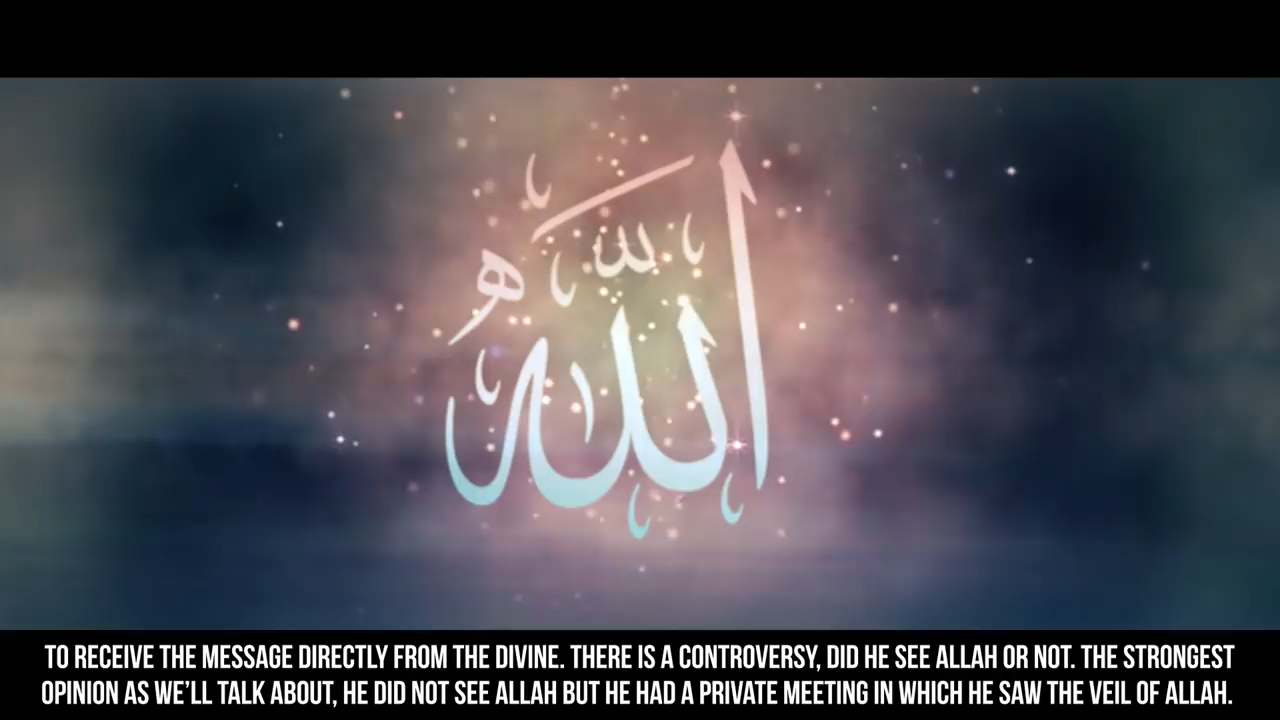 الله
TO RECEIVE THE MESSAGE DIRECTLY FROM THE DIVINE. THERE IS A CONTROVERSY, DID HE SEE ALLAH OR NOT. THE STRONGEST
OPINION AS WE'LL TALK ABOUT, HE DID NOT SEE ALLAH BUT HE HAD A PRIVATE MEETING IN WHICH HE SAW THE VEIL OF ALLAH.